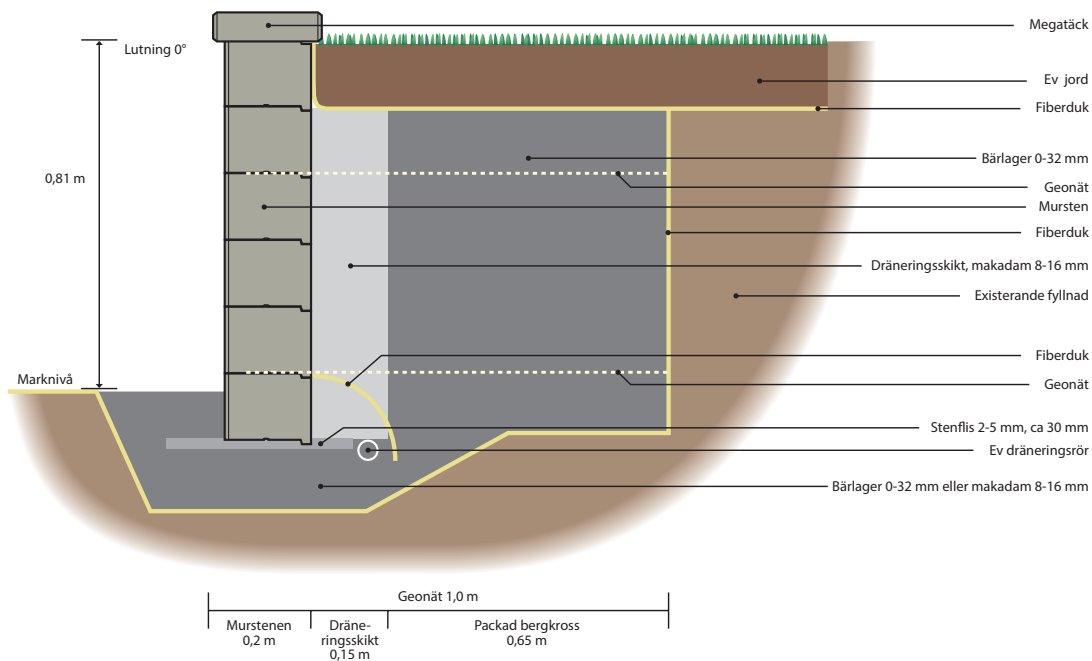 Megatäck
Lutning 0°
Ev jord
Fiberduk
Bärlager 0-32 mm
0,81 m
Geonät
Mursten
Fiberduk
Dräneringsskikt, makadam 8-16 mm
Existerande fyllnad
Fiberduk
Marknivå
Geonät
Stenflis 2-5 mm, ca 30 mm
Ev dräneringsrör
Bärlager 0-32 mm eller makadam 8-16 mm
Geonät 1,0 m
Murstenen
0,2 m
Dräne-
ringsskikt
0,15 m
Packad bergkross
0,65 m